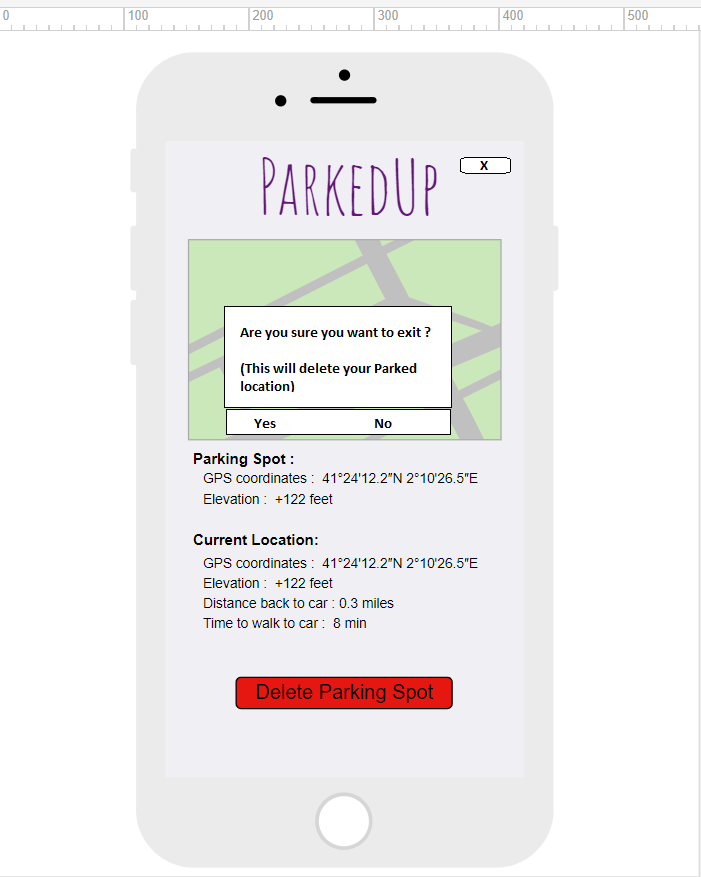 0 100 200 300 400 500
PARKEDUP
X
Are you sure you want to exit ?
(This will delete your Parked
location)
Yes No
Parking Spot :
GPS coordinates : 41°24'12.2″N 2°10'26.5″E
Elevation : +122 feet
Current Location:
GPS coordinates : 41°24'12.2″N 2°10'26.5″E
Elevation : +122 feet
Distance back to car : 0.3 miles
Time to walk to car : 8 min
Delete Parking Spot